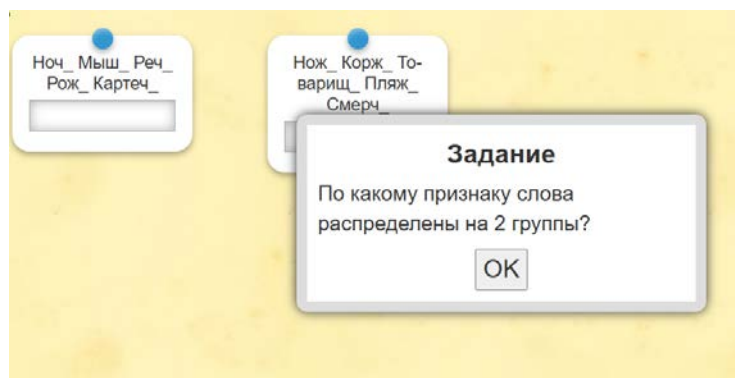 Ноч_ Мыш_ Реч_
Рож_ Картеч_
Нож_ Корж_ То-
варищ_ Пляж_
Смерч_
Задание
По какому признаку слова
распределены на 2 группы?
OK